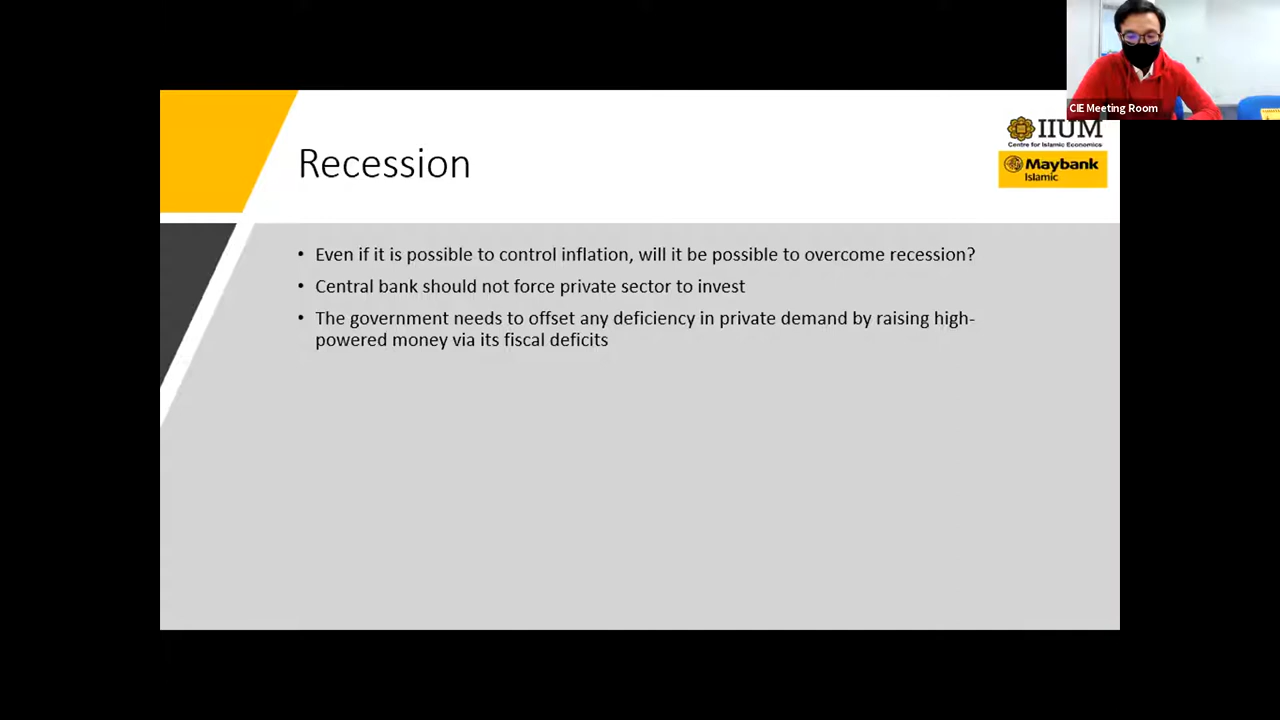 CIE Meeting Room
IIUM
Centre for Islamic Economics
Maybank
Islamic
Recession
• Even if it is possible to control inflation, will it be possible to overcome recession?
• Central bank should not force private sector to invest
• The government needs to offset any deficiency in private demand by raising high-
powered money via its fiscal deficits